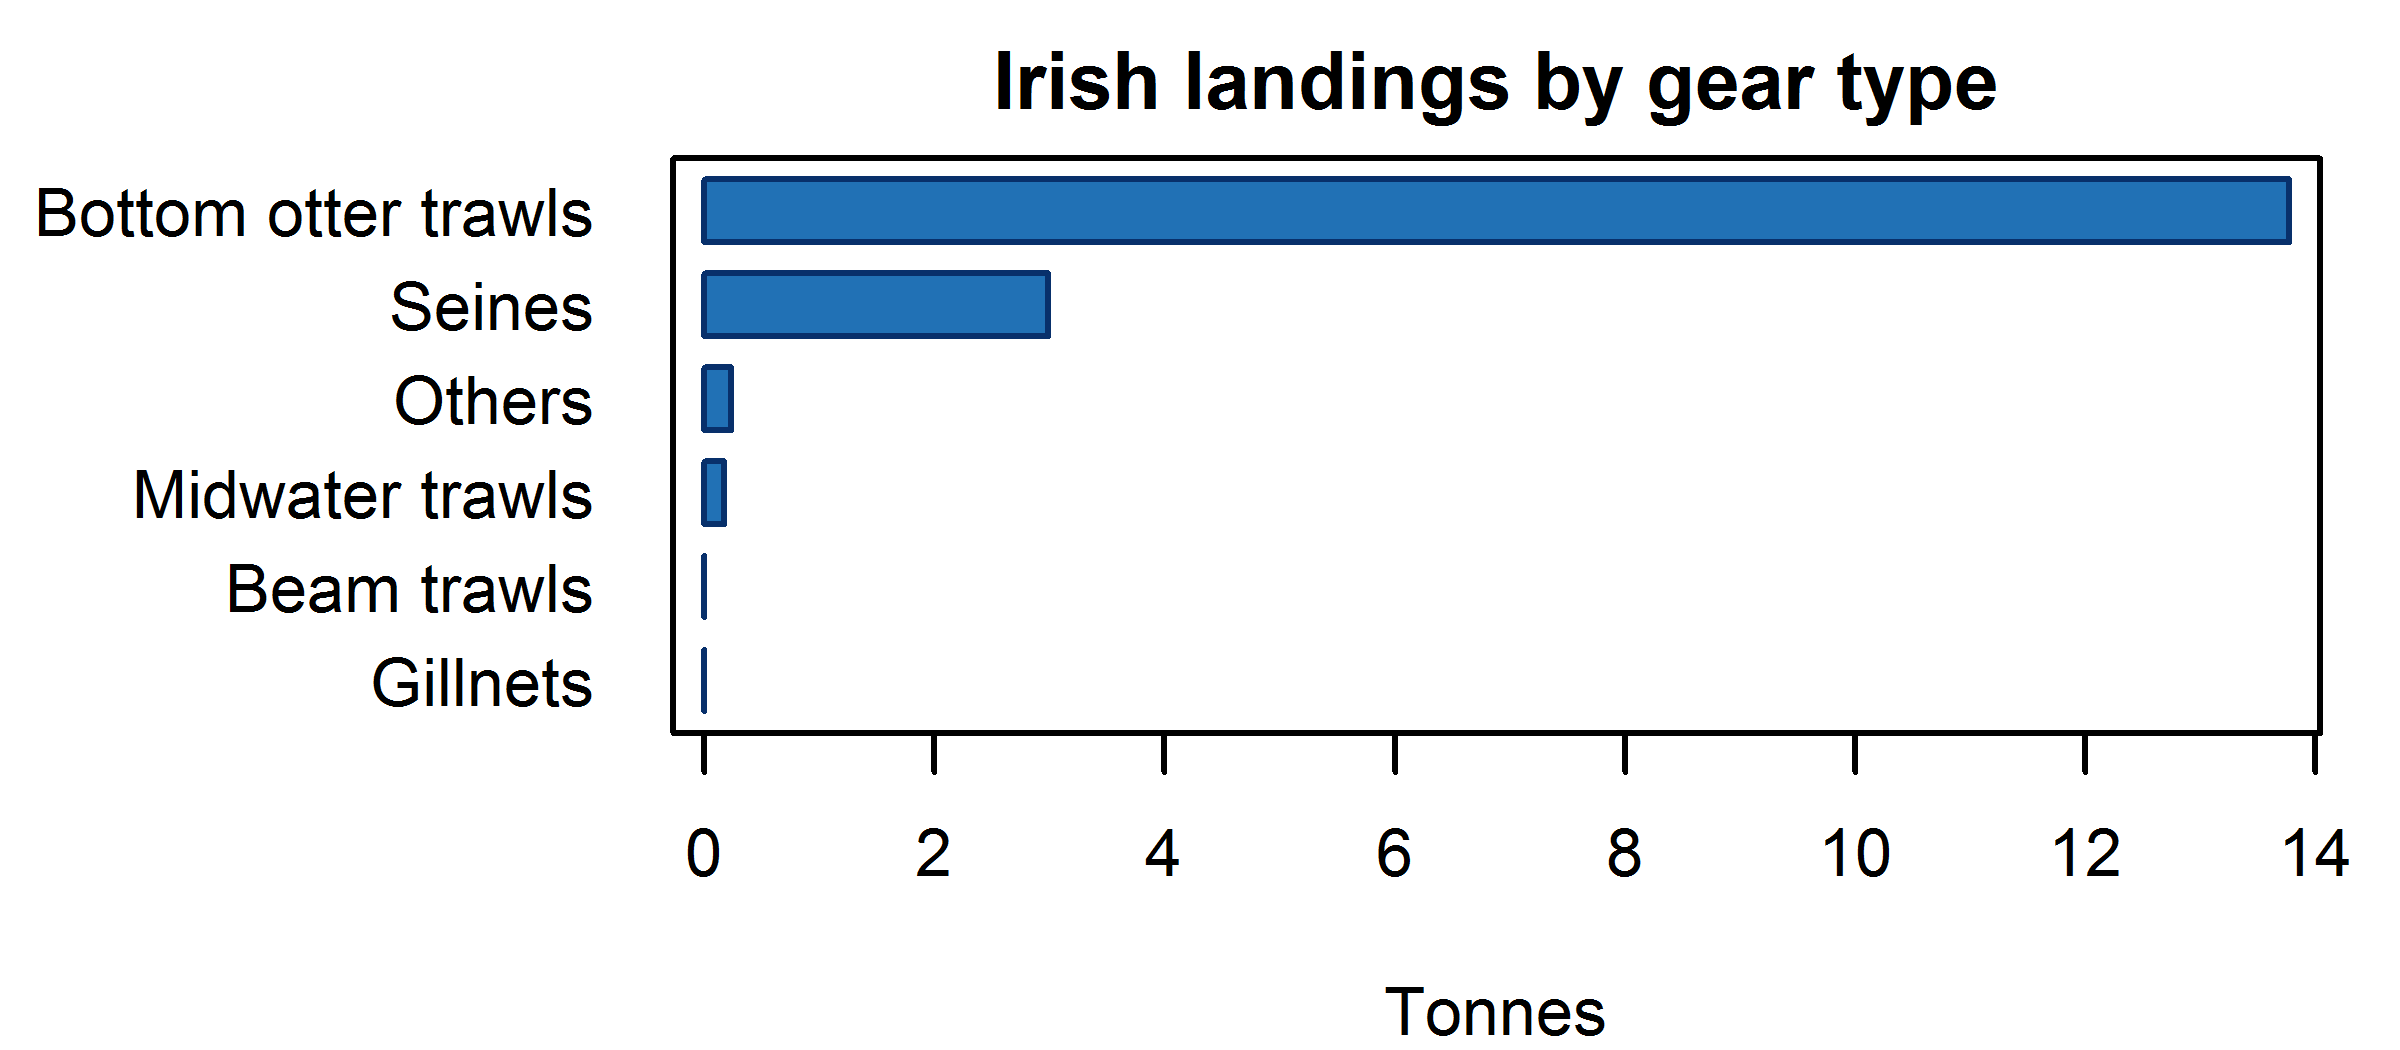 Irish landings by gear type
Bottom otter trawls
Seines
Others
Midwater trawls
Beam trawls
Gillnets
0 2 4 6 8 10 12 14
Tonnes